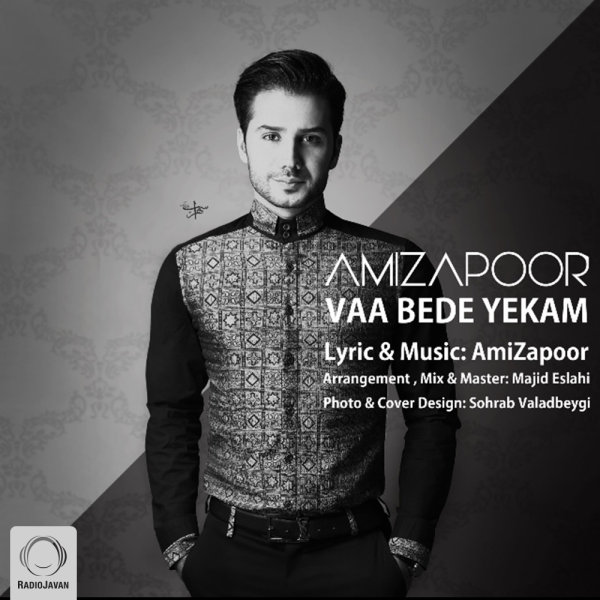 AMIZAPOOR
VAA BEDE YEKAM
Lyric & Music: AmiZapoor
Arrangement , Mix & Master: Majid Eslahi
Photo & Cover Design: Sohrab Valadbeygi
RADIOJAVAN